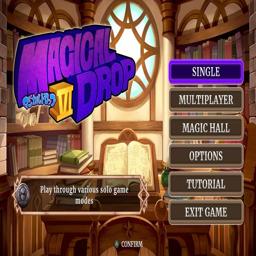 MAGICAL
DROP
VI
SINGLE
MULTIPLAYER
MAGIC HALL
OPTIONS
TUTORIAL
EXIT GAME
Play through various solo game
modes
CONFIRM